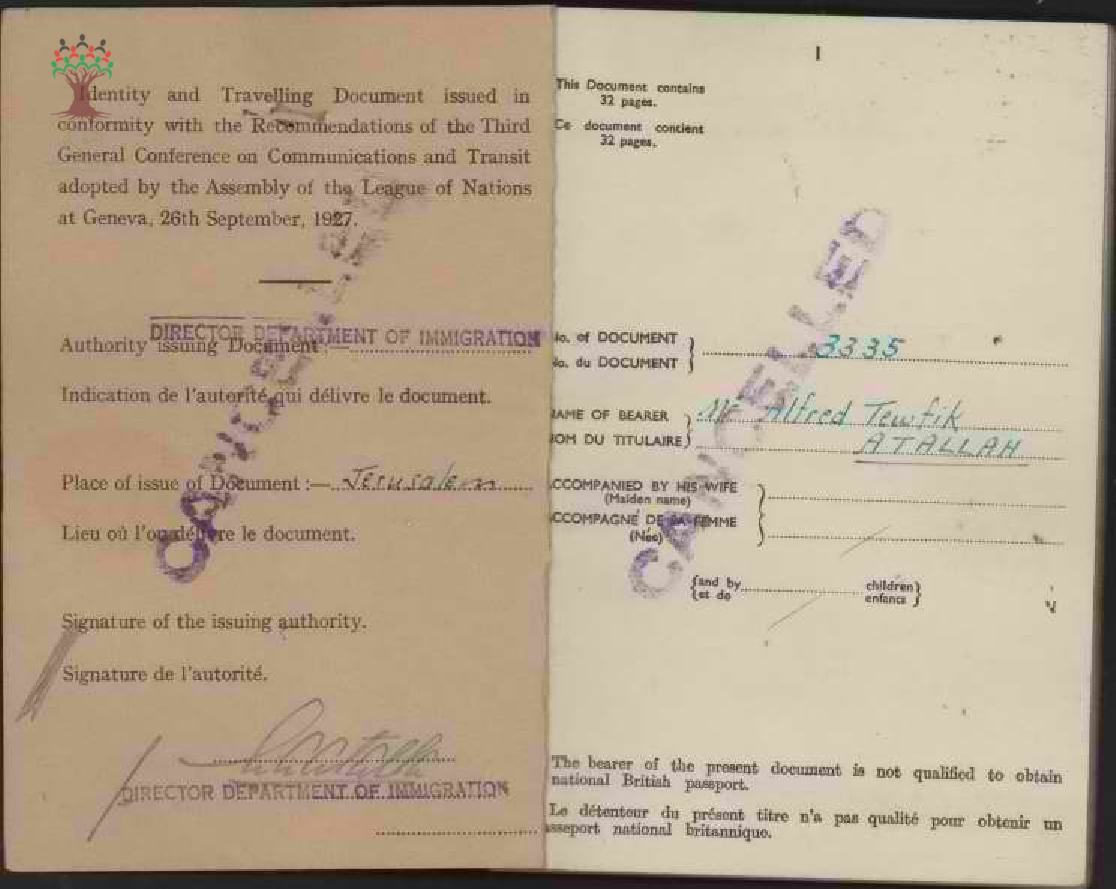 Identity and Travelling Document issued in
conformity with the Recommendations of the Third
General Conference on Communications and Transit
adopted by the Assembly of the League of Nations
at Geneva, 26th September, 1927.
DIRECTOR DEPARTMENT OF IMMIGRATION
Authority issuing Document :—
Indication de l'autorité qui délivre le document.
Place of issue of Document :— Jerusalem
Lieu où l'on délivre le document.
CANCELLED
Signature of the issuing authority.
Signature de l'autorité.
DIRECTOR DEPARTMENT OF IMMIGRATION
1
This Document contains
32 pages.
Ce document contient
32 pages.
No. of DOCUMENT
No. du DOCUMENT
3335
NAME OF BEARER Mr Alfred Tewfik
NOM DU TITULAIRE ATALLAH
ACCOMPANIED BY HIS WIFE
(Maiden name)
ACCOMPAGNÉ DE SA FEMME
(Née)
CANCELLED
and by children
et de enfants
The bearer of the present document is not qualified to obtain
national British passport.
Le détenteur du présent titre n'a pas qualité pour obtenir un
asseport national britannique.